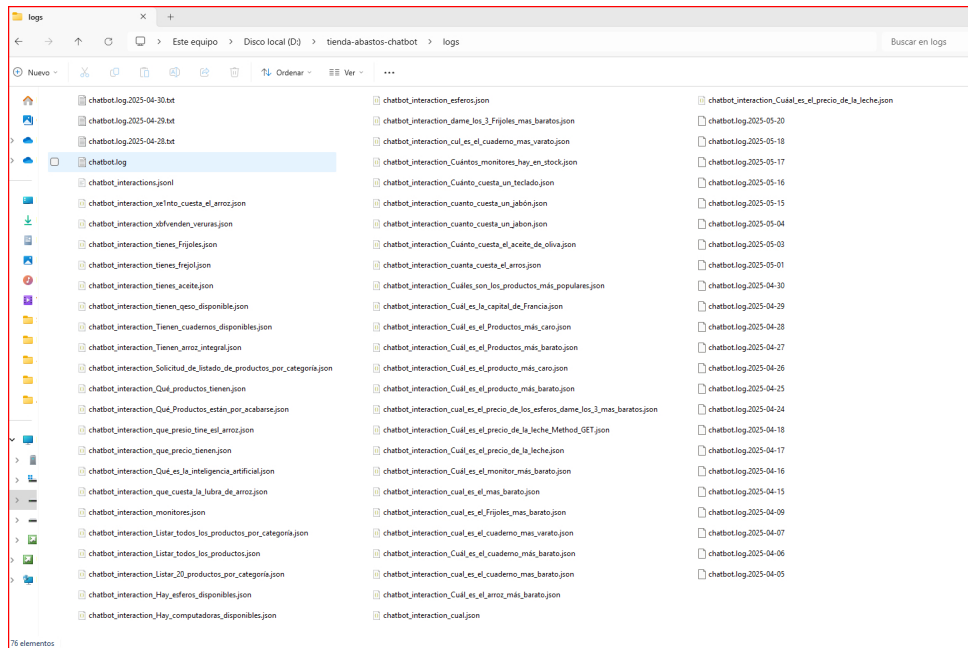 logs
Este equipo > Disco local (D:) > tienda-abastos-chatbot > logs
Buscar en logs
Nuevo
Ordenar
Ver
chatbot.log.2025-04-30.txt
chatbot.log.2025-04-29.txt
chatbot.log.2025-04-28.txt
chatbot.log
chatbot_interactions.jsonl
chatbot_interaction_xe1nto_cuesta_el_arroz.json
chatbot_interaction_xbfvenden_veruras.json
chatbot_interaction_tienes_Frijoles.json
chatbot_interaction_tienes_frejol.json
chatbot_interaction_tienes_aceite.json
chatbot_interaction_tienen_qeso_disponible.json
chatbot_interaction_Tienen_cuadernos_disponibles.json
chatbot_interaction_Tienen_arroz_integral.json
chatbot_interaction_Solicitud_de_listado_de_productos_por_categoría.json
chatbot_interaction_Qué_productos_tienen.json
chatbot_interaction_Qué_Productos_están_por_acabarse.json
chatbot_interaction_que_presio_tine_esl_arroz.json
chatbot_interaction_que_precio_tienen.json
chatbot_interaction_Qué_es_la_inteligencia_artificial.json
chatbot_interaction_que_cuesta_la_lubra_de_arroz.json
chatbot_interaction_monitores.json
chatbot_interaction_Listar_todos_los_productos_por_categoría.json
chatbot_interaction_Listar_todos_los_productos.json
chatbot_interaction_Listar_20_productos_por_categoría.json
chatbot_interaction_Hay_esferos_disponibles.json
chatbot_interaction_Hay_computadoras_disponibles.json
chatbot_interaction_esferos.json
chatbot_interaction_dame_los_3_Frijoles_mas_baratos.json
chatbot_interaction_cul_es_el_cuaderno_mas_varato.json
chatbot_interaction_Cuántos_monitores_hay_en_stock.json
chatbot_interaction_Cuánto_cuesta_un_teclado.json
chatbot_interaction_cuanto_cuesta_un_jabón.json
chatbot_interaction_cuanto_cuesta_un_jabon.json
chatbot_interaction_Cuánto_cuesta_el_aceite_de_oliva.json
chatbot_interaction_cuanta_cuesta_el_arros.json
chatbot_interaction_Cuáles_son_los_productos_más_populares.json
chatbot_interaction_Cuál_es_la_capital_de_Francia.json
chatbot_interaction_Cuál_es_el_Productos_más_caro.json
chatbot_interaction_Cuál_es_el_Productos_más_barato.json
chatbot_interaction_Cuál_es_el_producto_más_caro.json
chatbot_interaction_Cuál_es_el_producto_más_barato.json
chatbot_interaction_cual_es_el_precio_de_los_esferos_dame_los_3_mas_baratos.json
chatbot_interaction_Cuál_es_el_precio_de_la_leche_Method_GET.json
chatbot_interaction_Cuál_es_el_precio_de_la_leche.json
chatbot_interaction_Cuál_es_el_monitor_más_barato.json
chatbot_interaction_cual_es_el_mas_barato.json
chatbot_interaction_cual_es_el_Frijoles_mas_barato.json
chatbot_interaction_cual_es_el_cuaderno_mas_varato.json
chatbot_interaction_Cuál_es_el_cuaderno_más_barato.json
chatbot_interaction_cual_es_el_cuaderno_mas_barato.json
chatbot_interaction_Cuál_es_el_arroz_más_barato.json
chatbot_interaction_cual.json
chatbot_interaction_Cuáal_es_el_precio_de_la_leche.json
chatbot.log.2025-05-20
chatbot.log.2025-05-18
chatbot.log.2025-05-17
chatbot.log.2025-05-16
chatbot.log.2025-05-15
chatbot.log.2025-05-04
chatbot.log.2025-05-03
chatbot.log.2025-05-01
chatbot.log.2025-04-30
chatbot.log.2025-04-29
chatbot.log.2025-04-28
chatbot.log.2025-04-27
chatbot.log.2025-04-26
chatbot.log.2025-04-25
chatbot.log.2025-04-24
chatbot.log.2025-04-18
chatbot.log.2025-04-17
chatbot.log.2025-04-16
chatbot.log.2025-04-15
chatbot.log.2025-04-09
chatbot.log.2025-04-07
chatbot.log.2025-04-06
chatbot.log.2025-04-05
76 elementos